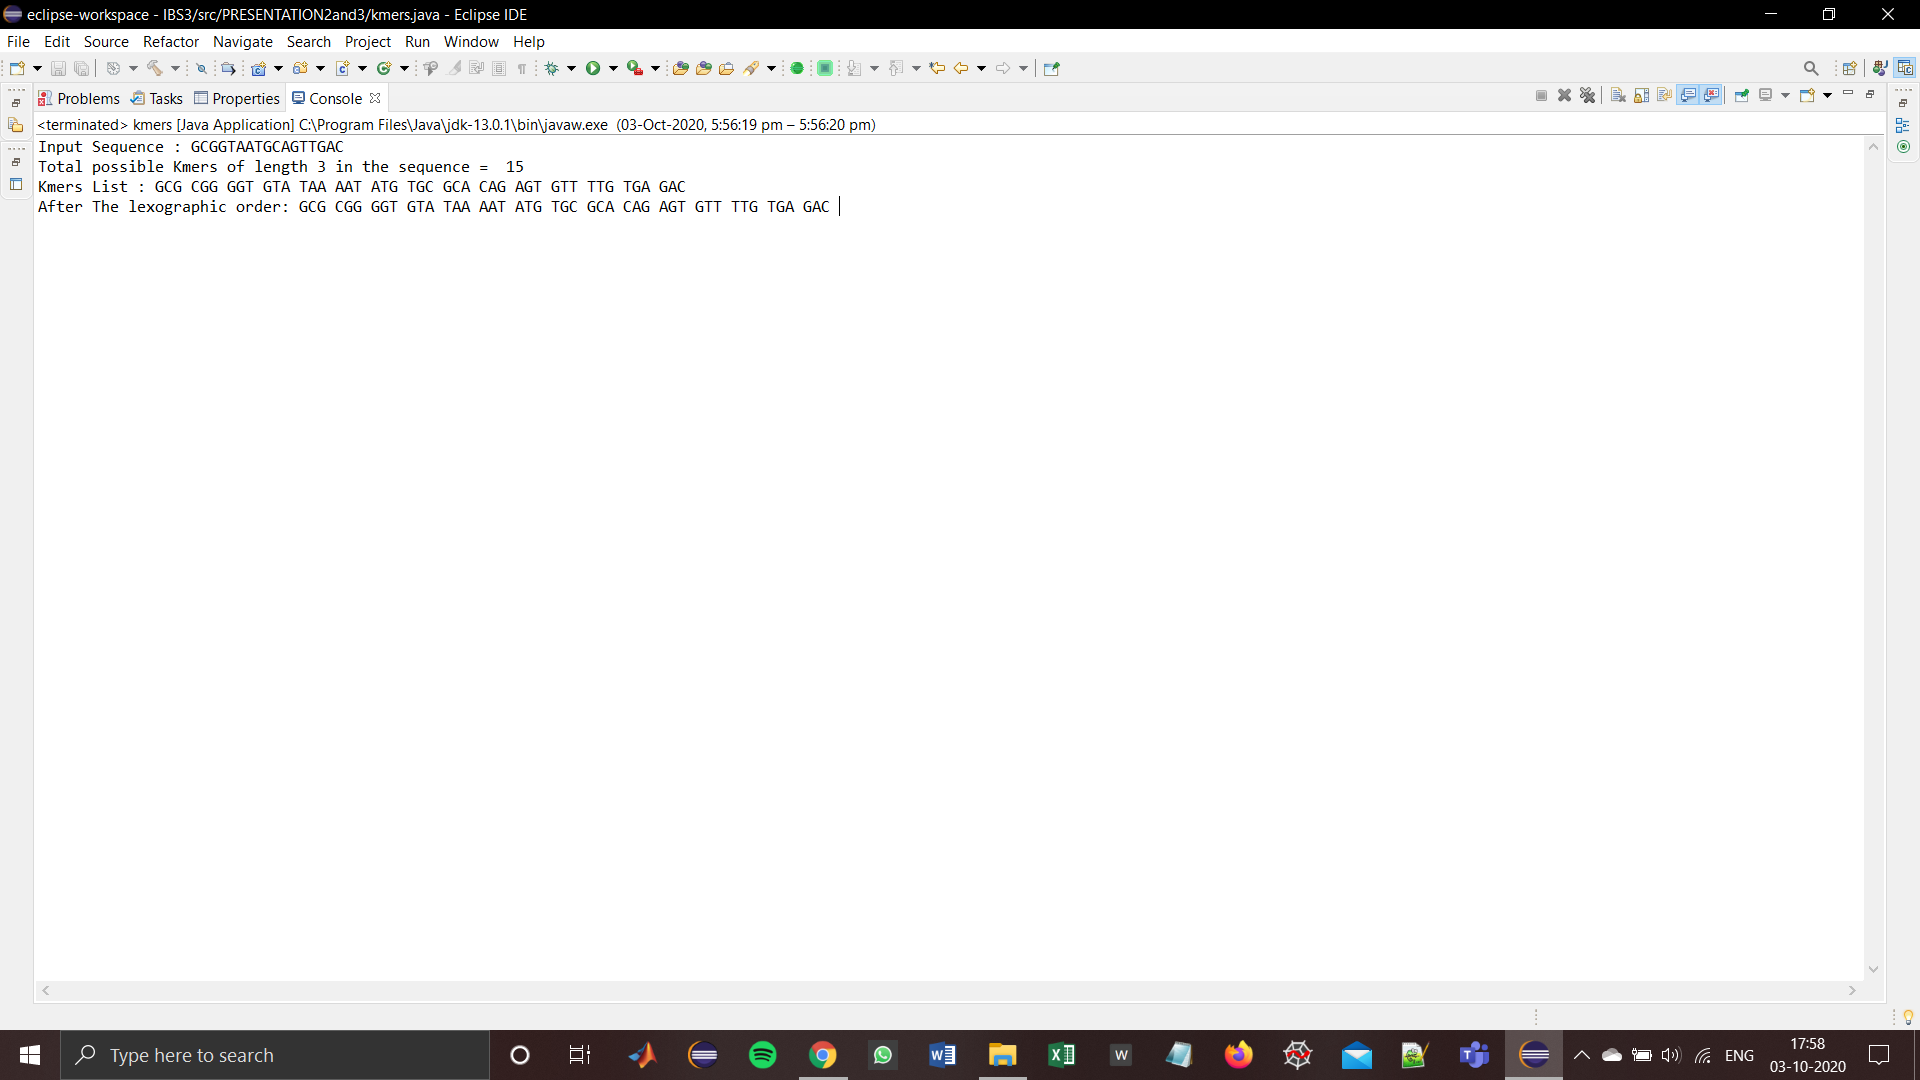 eclipse-workspace - IBS3/src/PRESENTATION2and3/kmers.java - Eclipse IDE
File Edit Source Refactor Navigate Search Project Run Window Help
Problems Tasks Properties Console
<terminated> kmers [Java Application] C:\Program Files\Java\jdk-13.0.1\bin\javaw.exe (03-Oct-2020, 5:56:19 pm – 5:56:20 pm)
Input Sequence : GCGGTAATGCAGTTGAC
Total possible Kmers of length 3 in the sequence =  15
Kmers List : GCG CGG GGT GTA TAA AAT ATG TGC GCA CAG AGT GTT TTG TGA GAC
After The lexographic order: GCG CGG GGT GTA TAA AAT ATG TGC GCA CAG AGT GTT TTG TGA GAC
Type here to search
ENG
17:58
03-10-2020